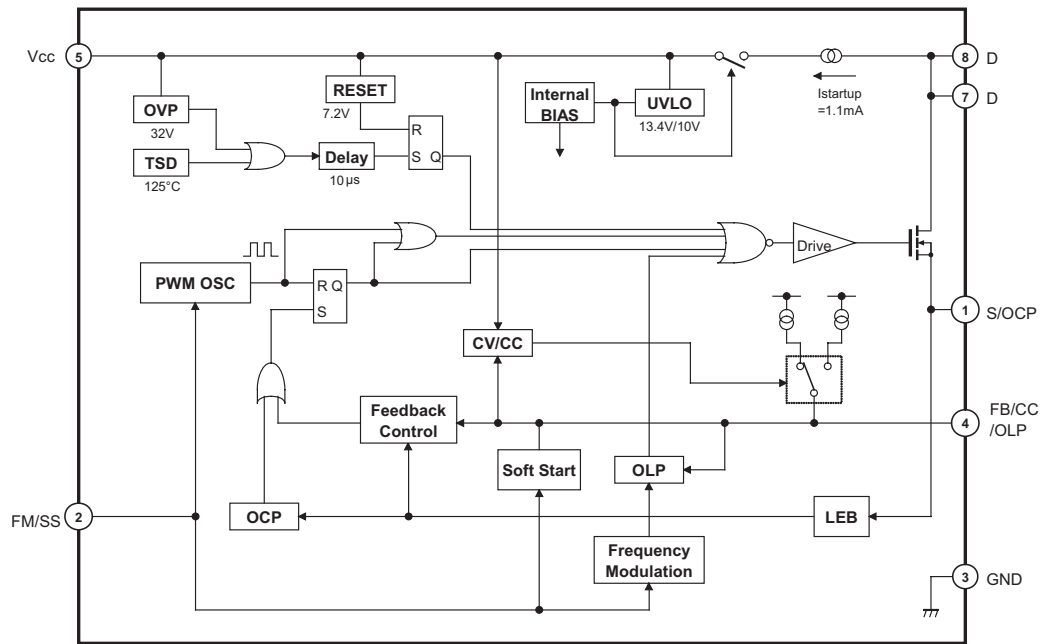 Vcc
5
8
D
7
D
OVP
32V
RESET
7.2V
Internal
BIAS
UVLO
13.4V/10V
Istartup
=1.1mA
TSD
125°C
Delay
10µs
R
S
Q
Drive
PWM OSC
R
Q
S
1
S/OCP
CV/CC
Feedback
Control
4
FB/CC
/OLP
Soft Start
OLP
FM/SS
2
OCP
LEB
Frequency
Modulation
3
GND